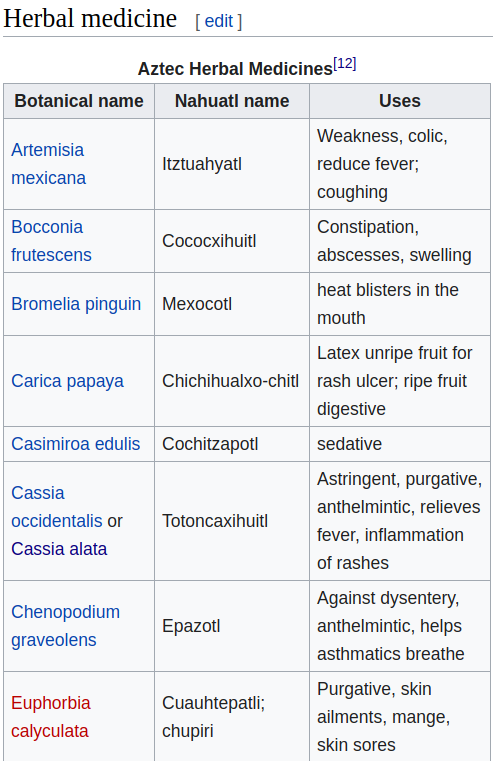 Herbal medicine [ edit ]
Aztec Herbal Medicines[12]
Botanical name Nahuatl name Uses
Artemisia
mexicana
Itztuahyatl
Weakness, colic,
reduce fever;
coughing
Bocconia
frutescens
Cococxihuitl
Constipation,
abscesses, swelling
Bromelia pinguin
Mexocotl
heat blisters in the
mouth
Carica papaya
Chichihualxo-chitl
Latex unripe fruit for
rash ulcer; ripe fruit
digestive
Casimiroa edulis
Cochitzapotl
sedative
Cassia
occidentalis or
Cassia alata
Totoncaxihuitl
Astringent, purgative,
anthelmintic, relieves
fever, inflammation
of rashes
Chenopodium
graveolens
Epazotl
Against dysentery,
anthelmintic, helps
asthmatics breathe
Euphorbia
calyculata
Cuauhtepatli;
chupiri
Purgative, skin
ailments, mange,
skin sores